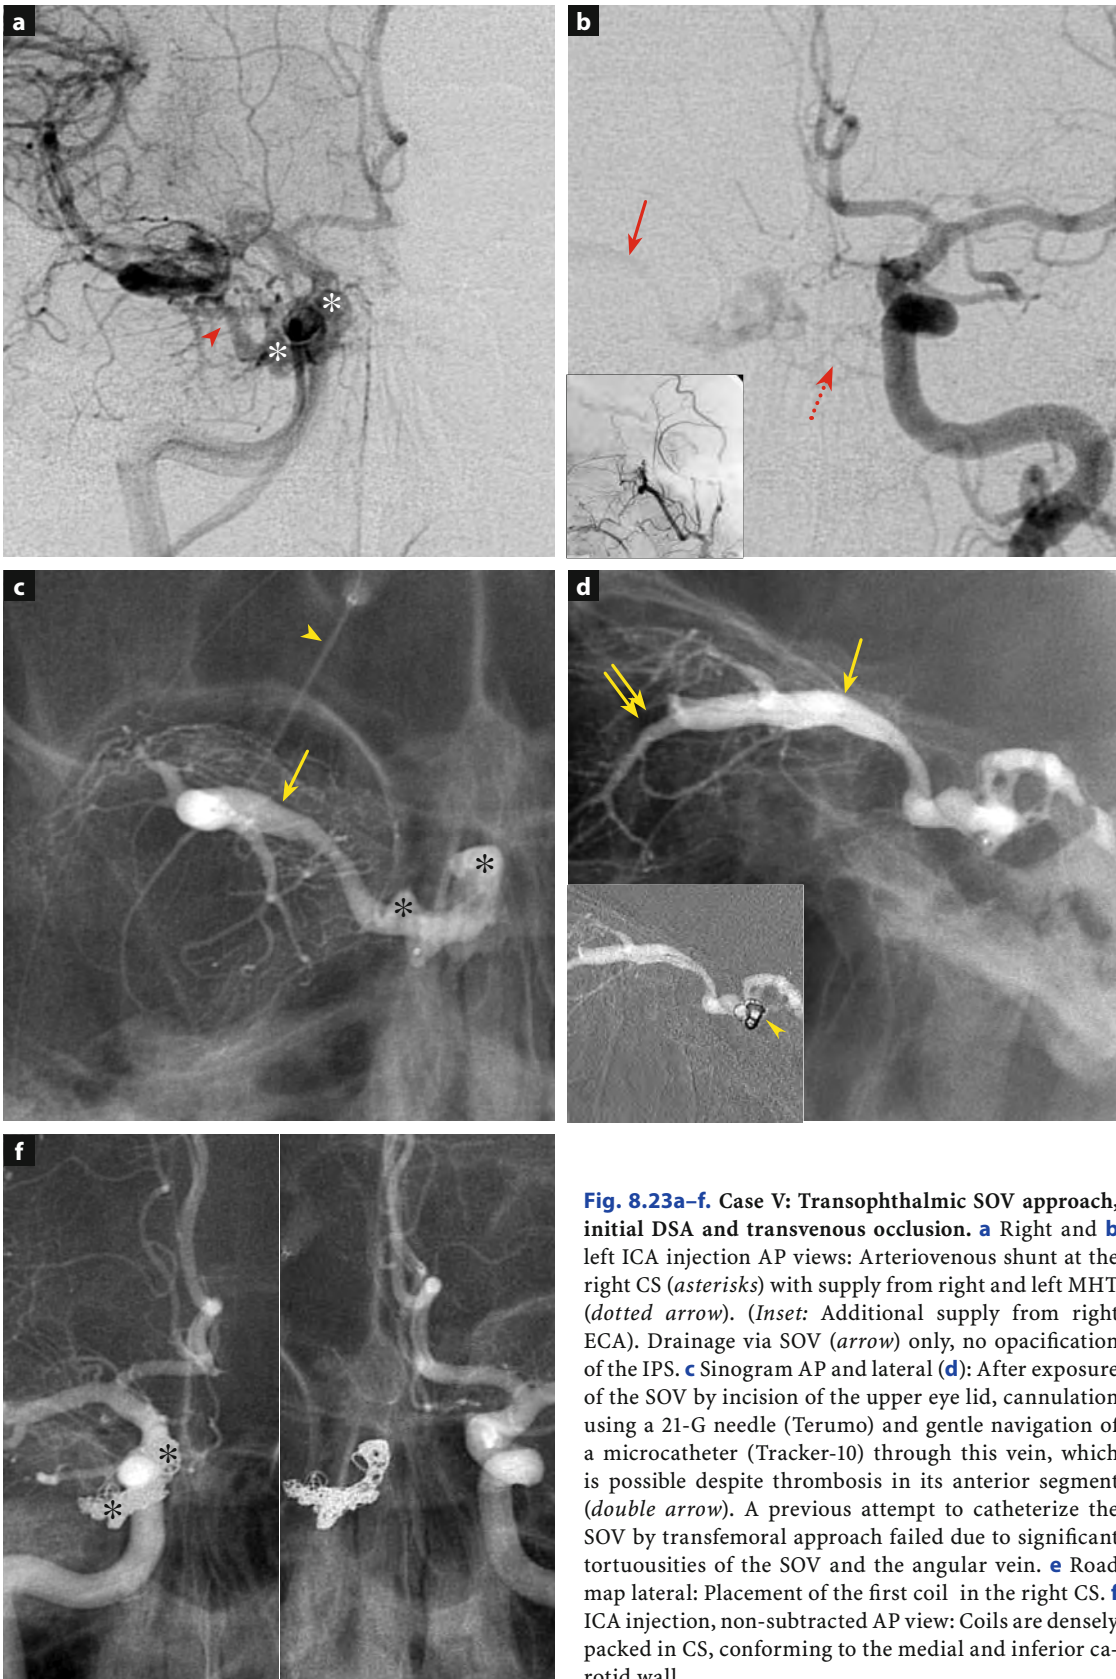 a
b
c
d
f
Fig. 8.23a–f. Case V: Transophthalmic SOV approach,
initial DSA and transvenous occlusion. a Right and b
left ICA injection AP views: Arteriovenous shunt at the
right CS (asterisks) with supply from right and left MHT
(dotted arrow). (Inset: Additional supply from right
ECA). Drainage via SOV (arrow) only, no opacification
of the IPS. c Sinogram AP and lateral (d): After exposure
of the SOV by incision of the upper eye lid, cannulation
using a 21-G needle (Terumo) and gentle navigation of
a microcatheter (Tracker-10) through this vein, which
is possible despite thrombosis in its anterior segment
(double arrow). A previous attempt to catheterize the
SOV by transfemoral approach failed due to significant
tortuousities of the SOV and the angular vein. e Road
map lateral: Placement of the first coil in the right CS. f
ICA injection, non-subtracted AP view: Coils are densely
packed in CS, conforming to the medial and inferior ca-
rotid wall